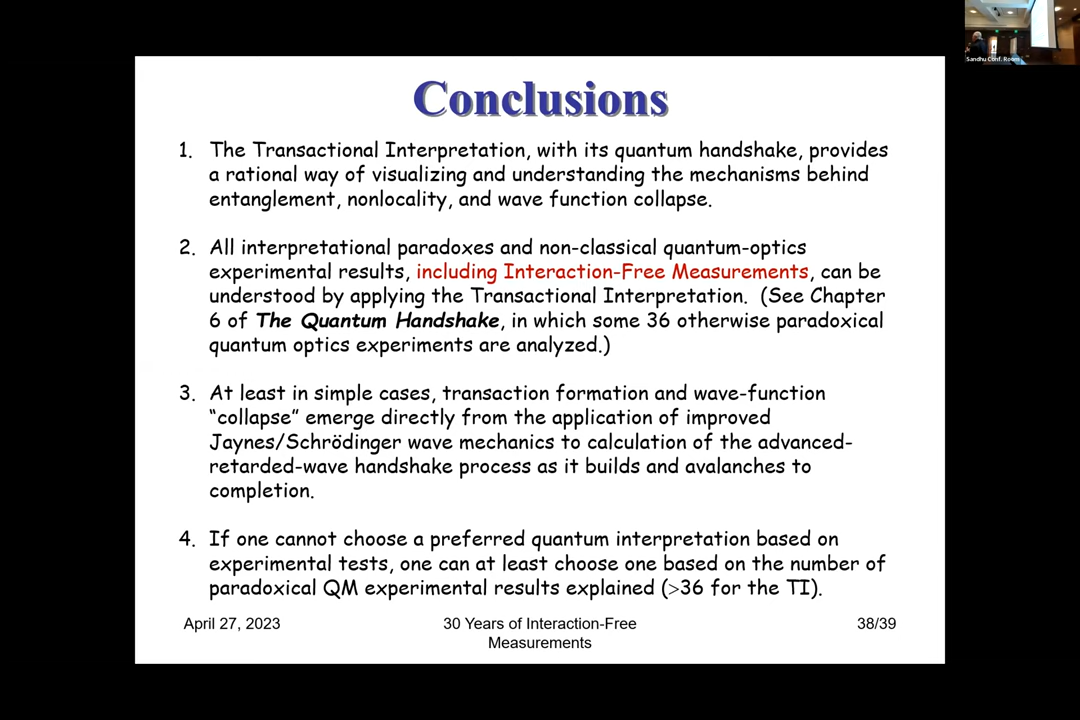 Conclusions
1. The Transactional Interpretation, with its quantum handshake, provides
a rational way of visualizing and understanding the mechanisms behind
entanglement, nonlocality, and wave function collapse.
2. All interpretational paradoxes and non-classical quantum-optics
experimental results, including Interaction-Free Measurements, can be
understood by applying the Transactional Interpretation. (See Chapter
6 of The Quantum Handshake, in which some 36 otherwise paradoxical
quantum optics experiments are analyzed.)
3. At least in simple cases, transaction formation and wave-function
“collapse” emerge directly from the application of improved
Jaynes/Schrödinger wave mechanics to calculation of the advanced-
retarded-wave handshake process as it builds and avalanches to
completion.
4. If one cannot choose a preferred quantum interpretation based on
experimental tests, one can at least choose one based on the number of
paradoxical QM experimental results explained (>36 for the TI).
April 27, 2023
30 Years of Interaction-Free
Measurements
38/39
Sandhu Conf. Room